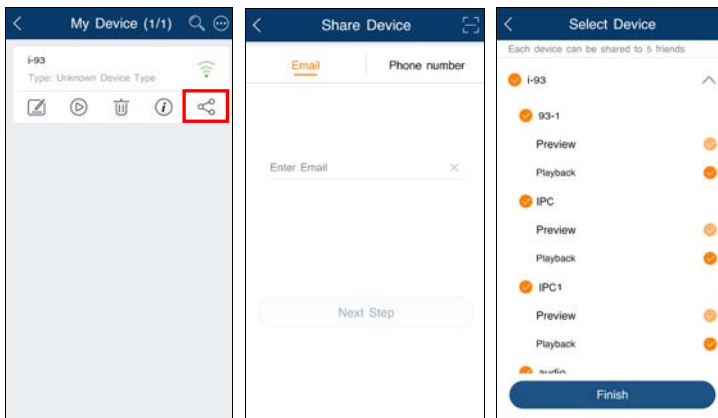 My Device (1/1)
i-93
Type: Unknown Device Type
Share Device
Email
Phone number
Enter Email
Next Step
Select Device
Each device can be shared to 5 friends
i-93
93-1
Preview
Playback
IPC
Preview
Playback
IPC1
Preview
Playback
audio
Finish